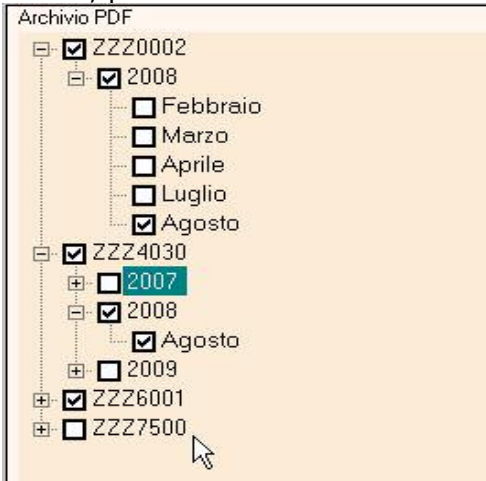 Archivio PDF
ZZZ0002
2008
Febbraio
Marzo
Aprile
Luglio
Agosto
ZZZ4030
2007
2008
Agosto
2009
ZZZ6001
ZZZ7500